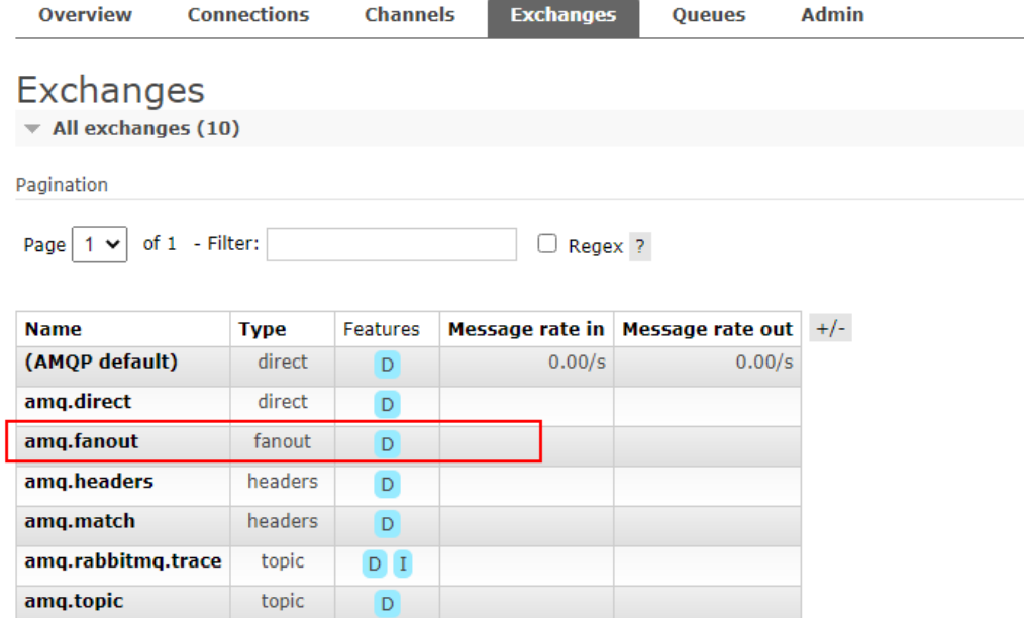 Overview Connections Channels Exchanges Queues Admin
Exchanges
All exchanges (10)
Pagination
Page 1 of 1 - Filter: Regex ?
Name Type Features Message rate in Message rate out +/-
(AMQP default) direct D 0.00/s 0.00/s
amq.direct direct D
amq.fanout fanout D
amq.headers headers D
amq.match headers D
amq.rabbitmq.trace topic D I
amq.topic topic D